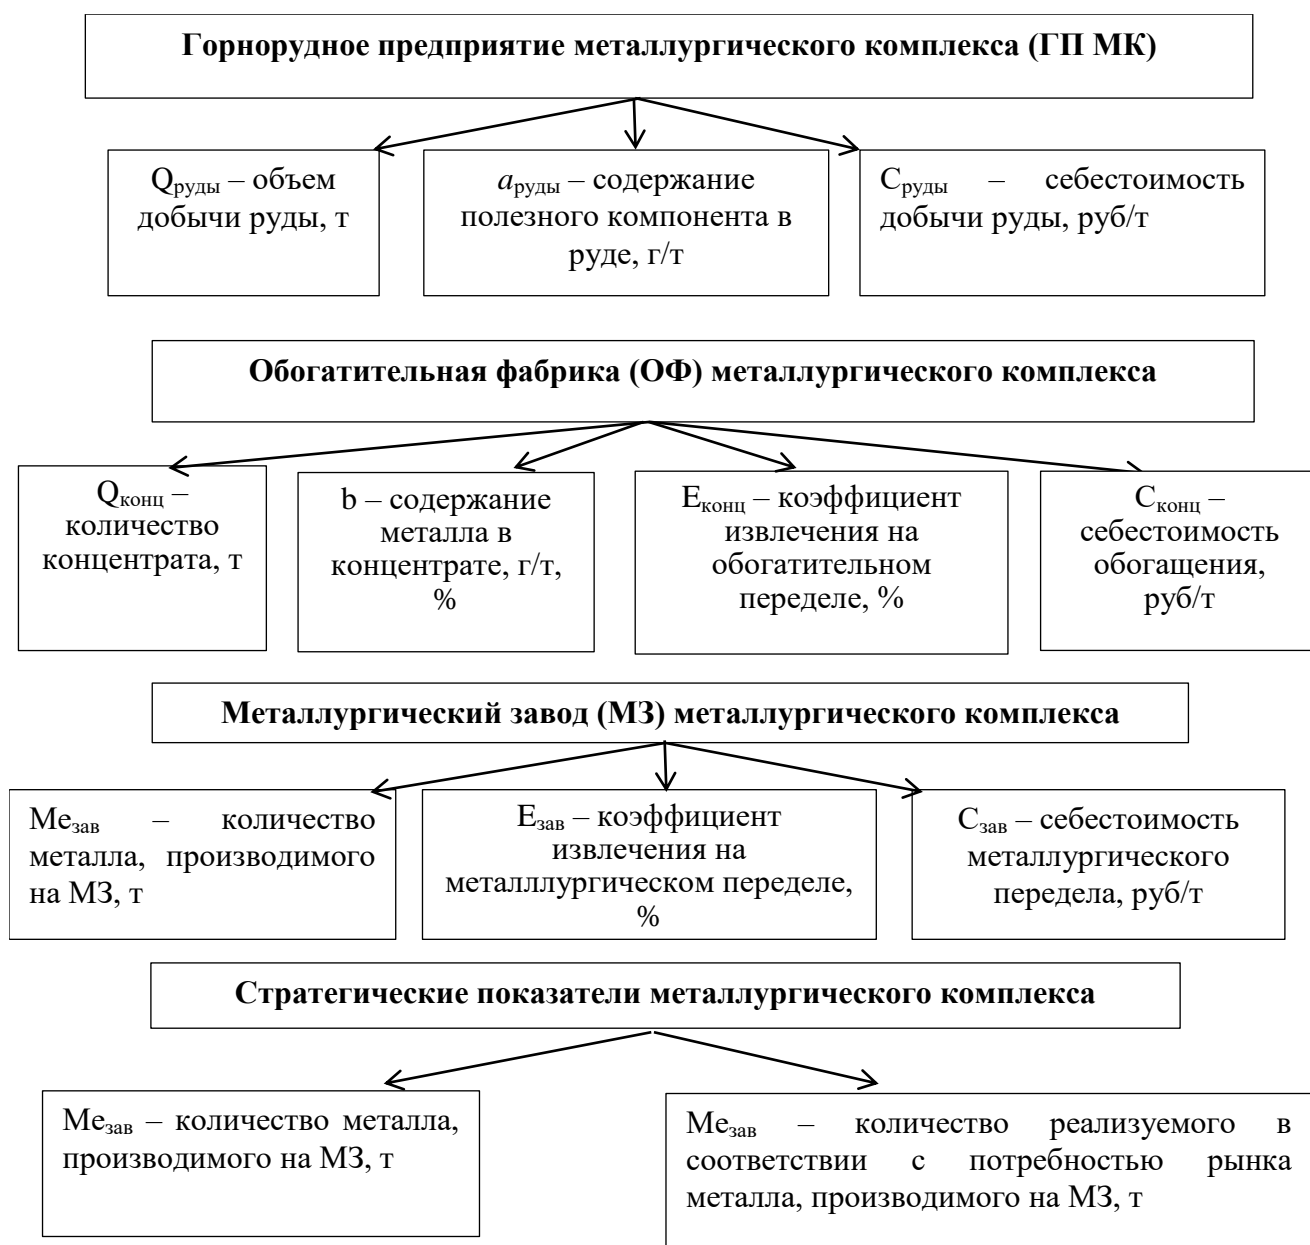 Горнорудное предприятие металлургического комплекса (ГП МК)
Qруды – объем
добычи руды, т
aруды – содержание
полезного компонента в
руде, г/т
Cруды – себестоимость
добычи руды, руб/т
Обогатительная фабрика (ОФ) металлургического комплекса
Qконц –
количество
концентрата, т
b – содержание
металла в
концентрате, г/т,
%
Eконц – коэффициент
извлечения на
обогатительном
переделе, %
Cконц –
себестоимость
обогащения,
руб/т
Металлургический завод (МЗ) металлургического комплекса
Meзав – количество
металла, производимого
на МЗ, т
Eзав – коэффициент
извлечения на
металллургическом переделе,
%
Cзав – себестоимость
металлургического
передела, руб/т
Стратегические показатели металлургического комплекса
Meзав – количество металла,
производимого на МЗ, т
Meзав – количество реализуемого в
соответствии с потребностью рынка
металла, производимого на МЗ, т